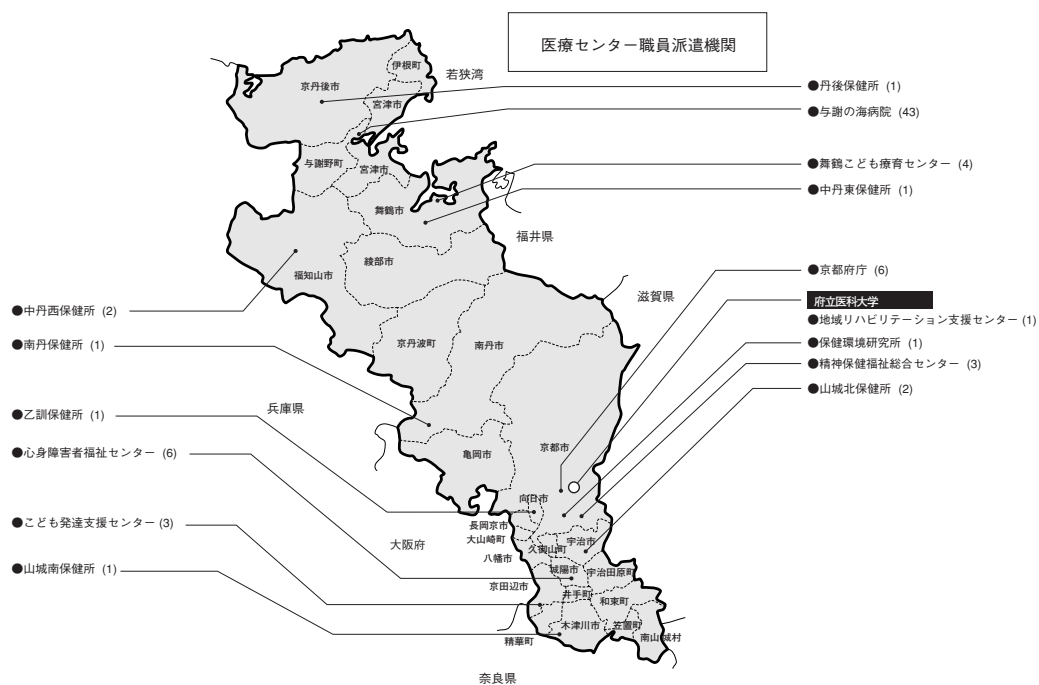 医療センター職員派遣機関
伊根町
若狭湾
京丹後市
宮津市
●丹後保健所 (1)
●与謝の海病院 (43)
与謝野町
宮津市
●舞鶴こども療育センター (4)
●中丹東保健所 (1)
舞鶴市
福井県
綾部市
福知山市
●京都府庁 (6)
滋賀県
府立医科大学
●地域リハビリテーション支援センター (1)
●中丹西保健所 (2)
●南丹保健所 (1)
京丹波町
南丹市
●保健環境研究所 (1)
●精神保健福祉総合センター (3)
●山城北保健所 (2)
兵庫県
●乙訓保健所 (1)
●心身障害者福祉センター (6)
亀岡市
京都市
向日市
●こども発達支援センター (3)
長岡京市
大山崎町
大阪府
久御山町
宇治市
八幡市
●山城南保健所 (1)
城陽市
宇治田原町
京田辺市
井手町
和束町
木津川市
笠置町
精華町
南山城村
奈良県